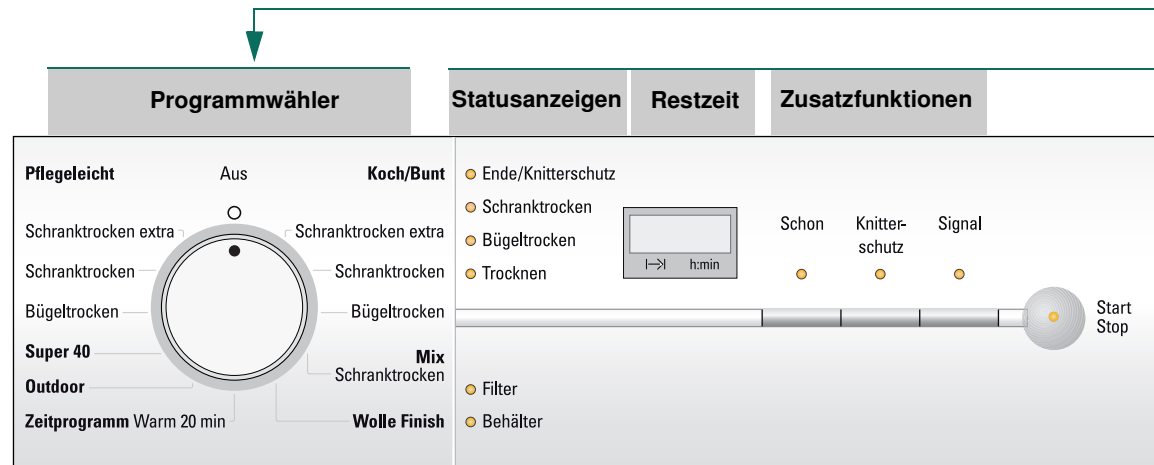 Programmwähler
Statusanzeigen
Restzeit
Zusatzfunktionen
Pflegeleicht
Aus
Koch/Bunt
Schranktrocken extra
Schranktrocken
Bügeltrocken
Super 40
Outdoor
Zeitprogramm Warm 20 min
Schranktrocken extra
Schranktrocken
Bügeltrocken
Mix
Schranktrocken
Wolle Finish
Ende/Knitterschutz
Schranktrocken
Bügeltrocken
Trocknen
h:min
Schon
Knitter-
schutz
Signal
Start
Stop
Filter
Behälter